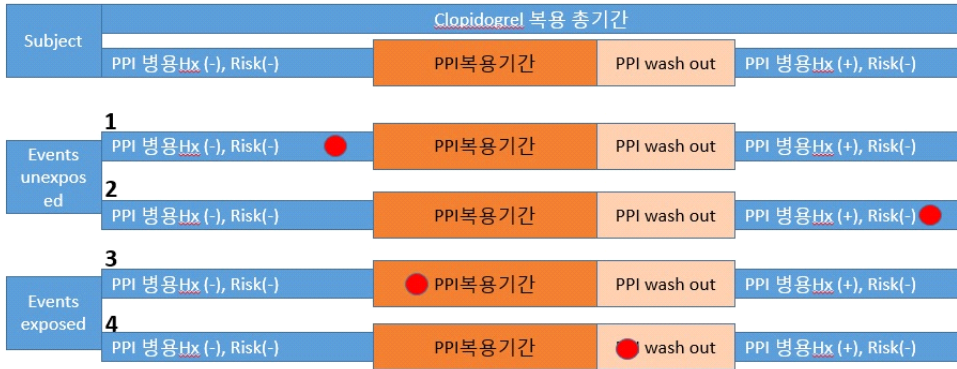 Subject
Clopidogrel 복용 총기간
PPI 병용Hx (-), Risk(-)
PPI복용기간
PPI wash out
PPI 병용Hx (+), Risk(-)
Events
unexpos
ed
1
PPI 병용Hx (-), Risk(-)
PPI복용기간
PPI wash out
PPI 병용Hx (+), Risk(-)
2
PPI 병용Hx (-), Risk(-)
PPI복용기간
PPI wash out
PPI 병용Hx (+), Risk(-)
Events
exposed
3
PPI 병용Hx (-), Risk(-)
PPI복용기간
PPI wash out
PPI 병용Hx (+), Risk(-)
4
PPI 병용Hx (-), Risk(-)
PPI복용기간
wash out
PPI 병용Hx (+), Risk(-)